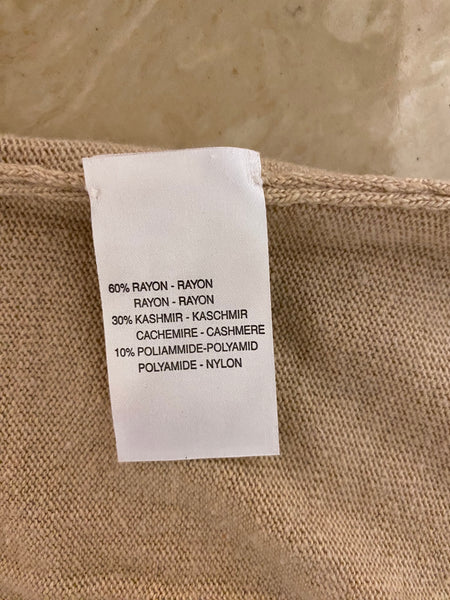 60% RAYON - RAYON
RAYON - RAYON
30% KASHMIR - KASCHMIR
CACHEMIRE - CASHMERE
10% POLIAMMIDE-POLYAMID
POLYAMIDE - NYLON